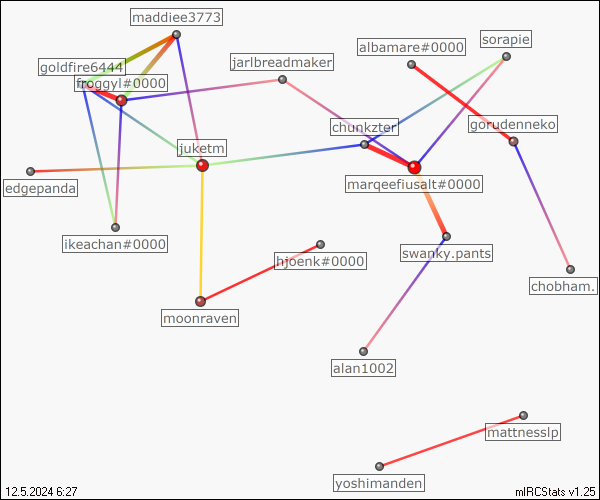 maddiee3773
sorapie
albamare#0000
goldfire6444
jarlbreadmaker
froggyl#0000
chunkzter
gorudenneko
juketm
marqeefiusalt#0000
edgepanda
ikeachan#0000
swanky.pants
hjoenk#0000
chobham.
moonraven
alan1002
mattnesslp
yoshimanden
12.5.2024 6:27
mIRCStats v1.25